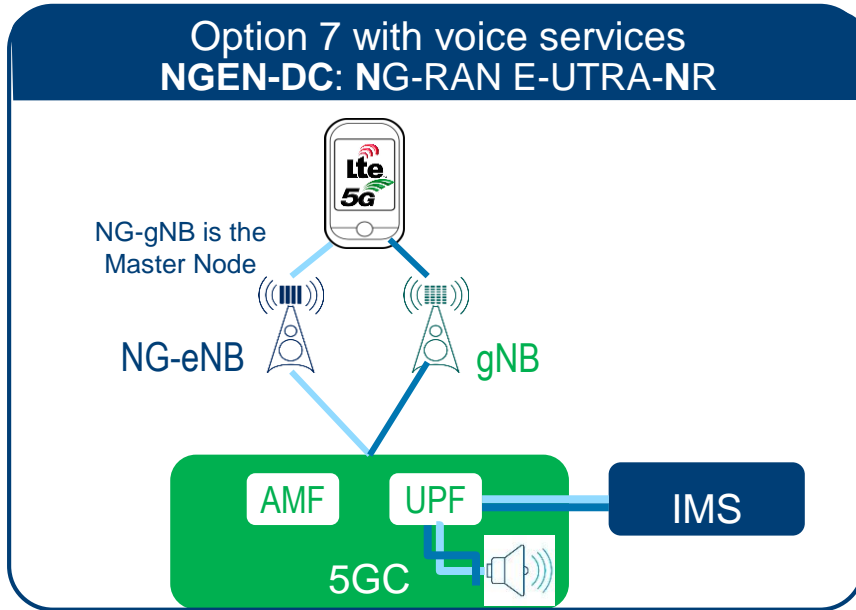 Option 7 with voice services
NGEN-DC: NG-RAN E-UTRA-NR
Lte
5G
NG-gNB is the
Master Node
NG-eNB
gNB
AMF
UPF
IMS
5GC